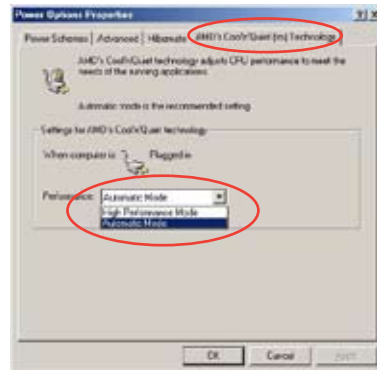 Power Options Properties
Power Schemes Advanced Hibernate AMD's Cool'n'Quiet (tm) Technology
AMD's Cool'n'Quiet technology adjusts CPU performance to meet the
needs of the running applications.
Automatic mode is the recommended setting.
Settings for AMD's Cool'n'Quiet technology
When computer is: Plugged in
Performance: Automatic Mode
High Performance Mode
Automatic Mode
OK Cancel Apply